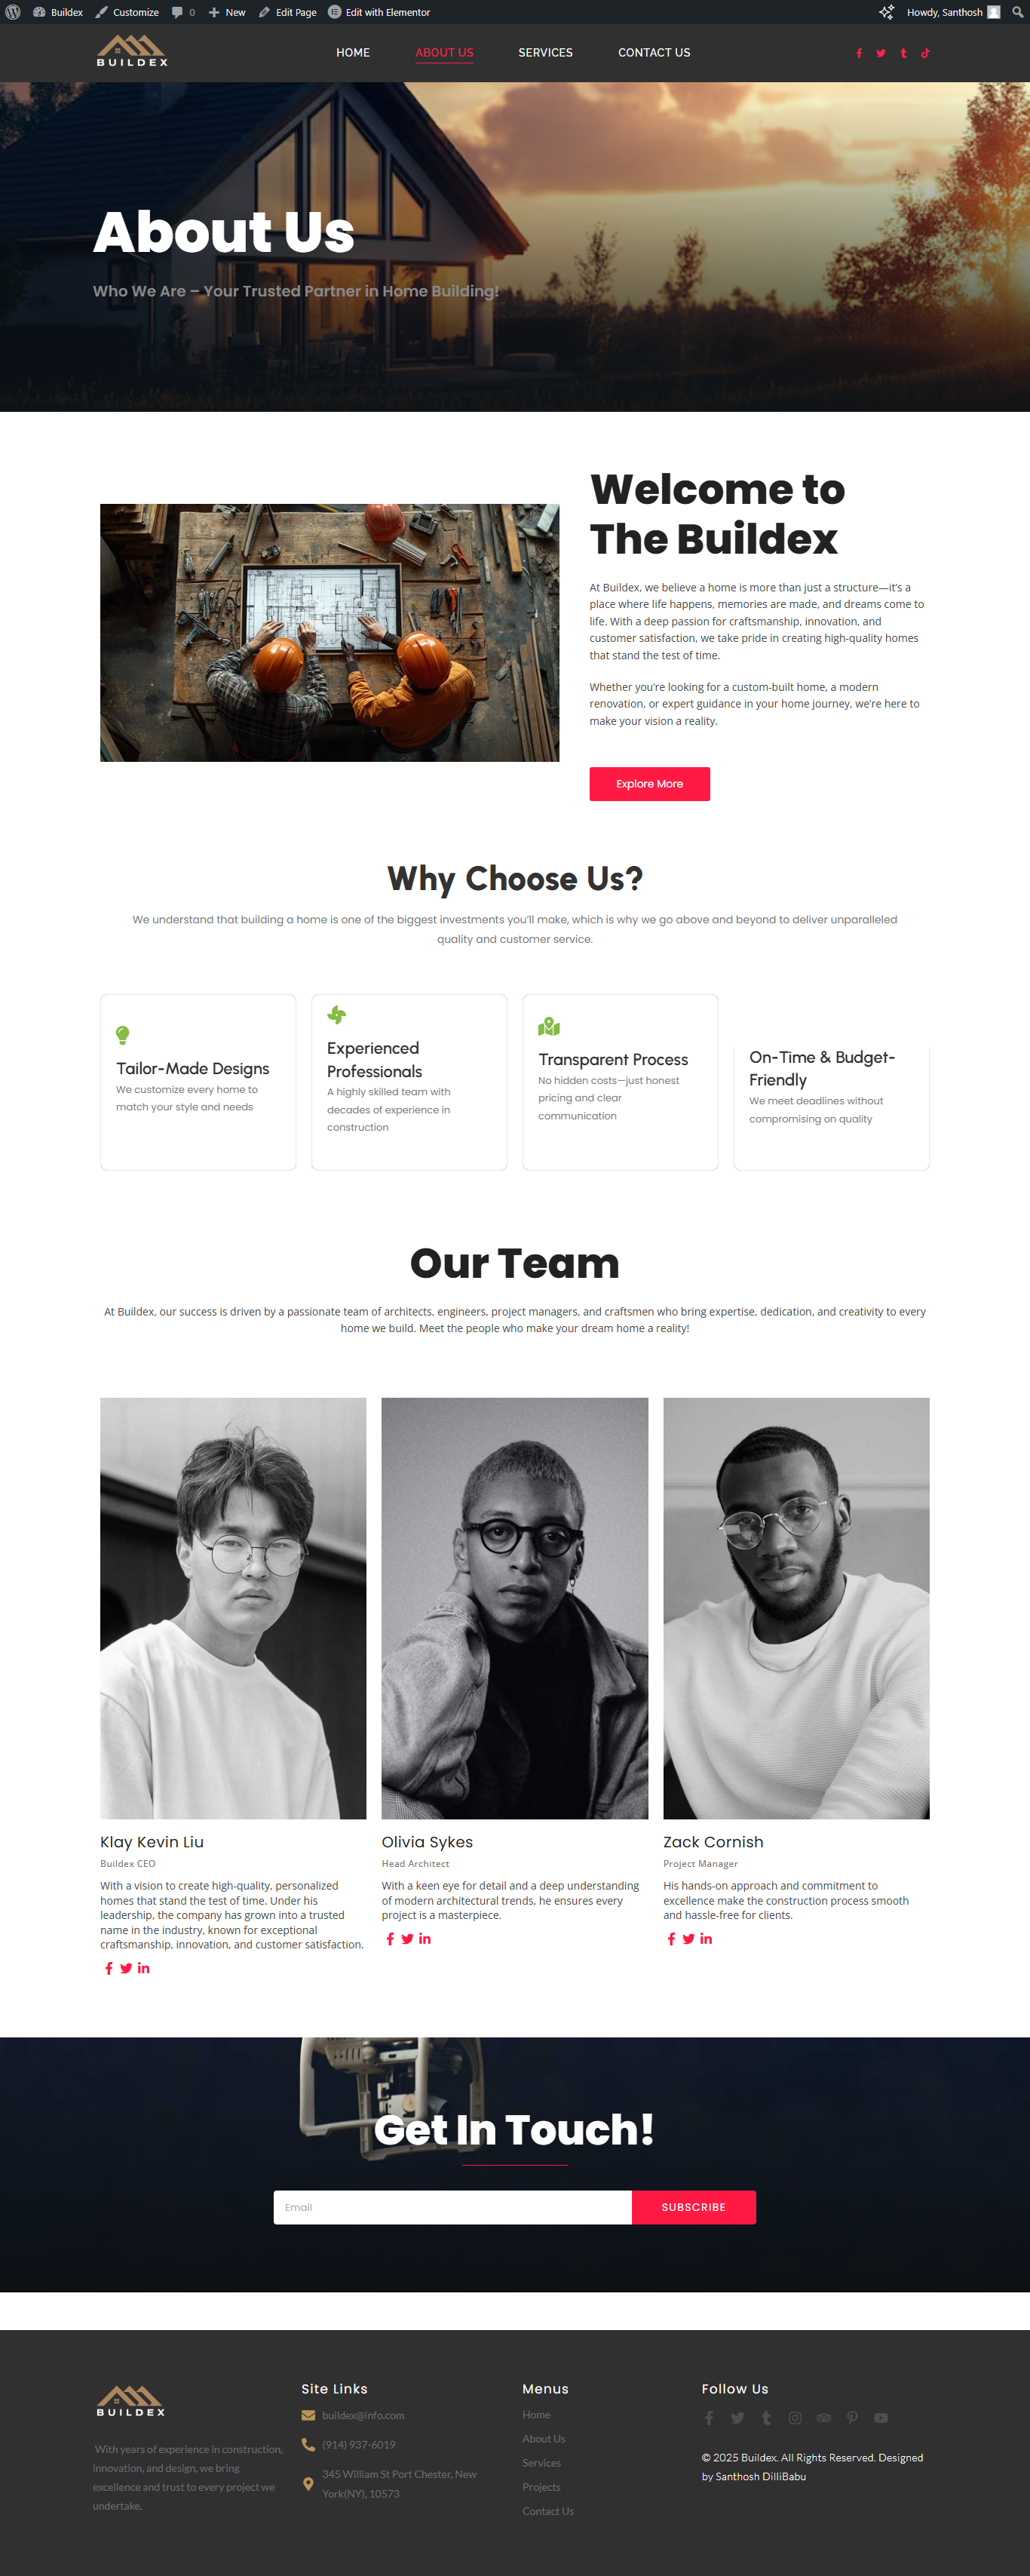 Buildex Customize 0 New Edit Page Edit with Elementor Howdy, Santhosh
BUILDEX HOME ABOUT US SERVICES CONTACT US
About Us
Who We Are – Your Trusted Partner in Home Building!
Welcome to
The Buildex
At Buildex, we believe a home is more than just a structure—it’s a
place where life happens, memories are made, and dreams come to
life. With a deep passion for craftsmanship, innovation, and
customer satisfaction, we take pride in creating high-quality homes
that stand the test of time.
Whether you’re looking for a custom-built home, a modern
renovation, or expert guidance in your home journey, we’re here to
make your vision a reality.
Explore More
Why Choose Us?
We understand that building a home is one of the biggest investments you’ll make, which is why we go above and beyond to deliver unparalleled
quality and customer service.
Tailor-Made Designs
We customize every home to
match your style and needs
Experienced
Professionals
A highly skilled team with
decades of experience in
construction
Transparent Process
No hidden costs—just honest
pricing and clear
communication
On-Time & Budget-
Friendly
We meet deadlines without
compromising on quality
Our Team
At Buildex, our success is driven by a passionate team of architects, engineers, project managers, and craftsmen who bring expertise, dedication, and creativity to every
home we build. Meet the people who make your dream home a reality!
Klay Kevin Liu
Buildex CEO
With a vision to create high-quality, personalized
homes that stand the test of time. Under his
leadership, the company has grown into a trusted
name in the industry, known for exceptional
craftsmanship, innovation, and customer satisfaction.
Olivia Sykes
Head Architect
With a keen eye for detail and a deep understanding
of modern architectural trends, he ensures every
project is a masterpiece.
Zack Cornish
Project Manager
His hands-on approach and commitment to
excellence make the construction process smooth
and hassle-free for clients.
Get In Touch!
Email SUBSCRIBE
BUILDEX
With years of experience in construction,
innovation, and design, we bring
excellence and trust to every project we
undertake.
Site Links
buildex@info.com
(914) 937-6019
345 William St Port Chester, New
York(NY), 10573
Menus
Home
About Us
Services
Projects
Contact Us
Follow Us
© 2025 Buildex. All Rights Reserved. Designed
by Santhosh DilliBabu